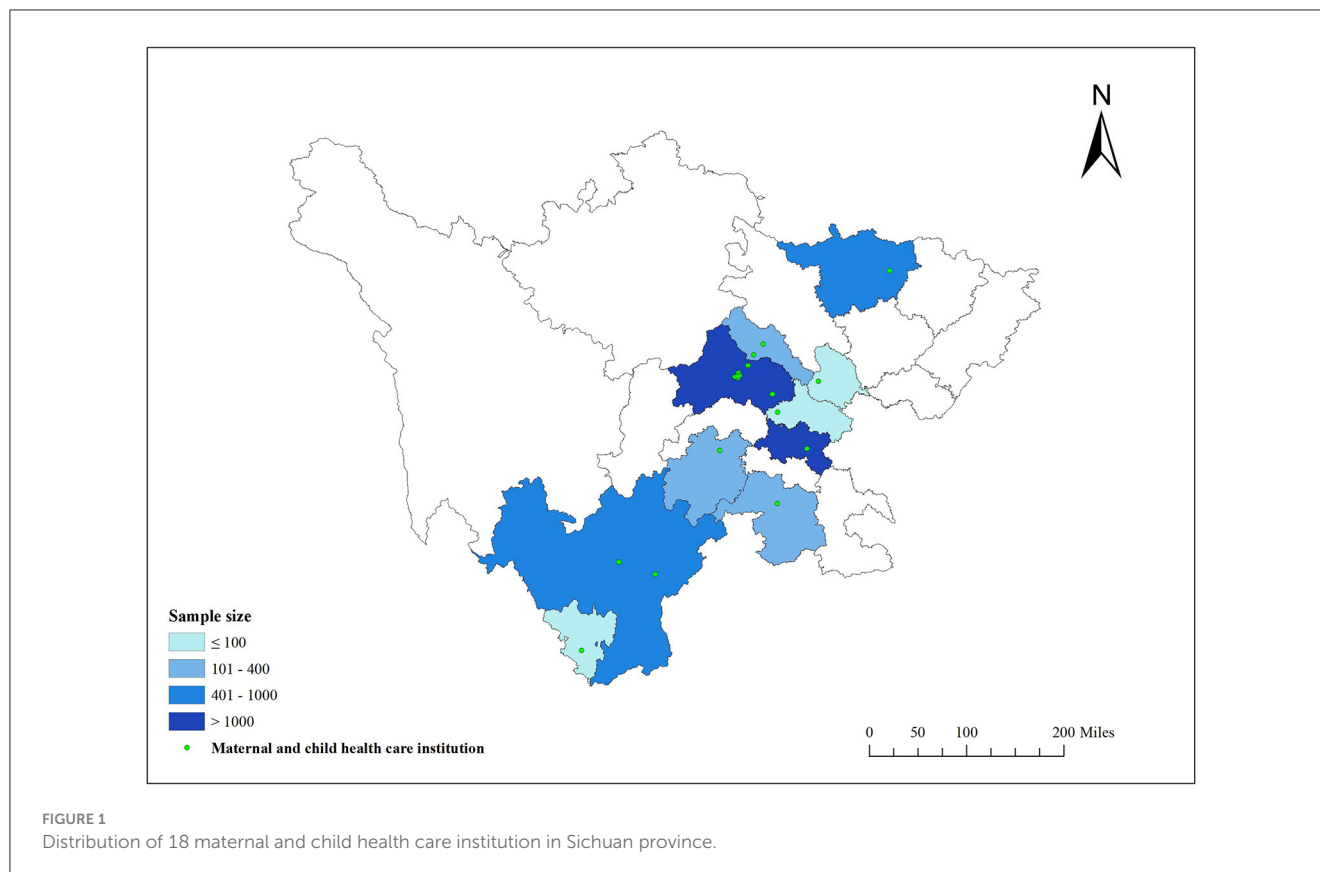 N
Sample size
≤ 100
101 - 400
401 - 1000
> 1000
Maternal and child health care institution
0 50 100 200 Miles
FIGURE 1
Distribution of 18 maternal and child health care institution in Sichuan province.